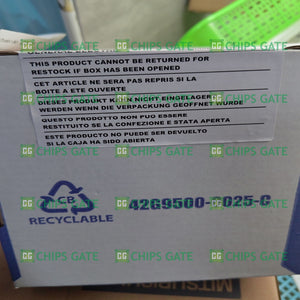 THIS PRODUCT CANNOT BE RETURNED FOR
RESTOCK IF BOX HAS BEEN OPENED
CET ARTICLE NE SERA PAS REPRIS SI LA
BOITE A ETE OUVERTE
DIESES PRODUKT KANN NICHT EINGELAGERT
WERDEN WENN DIE VERPACKUNG GEOFFNET WURDE
QUESTO PRODOTTO NON PUO ESSERE
RESTITUITO SE LA CONFEZIONE E STATA APERTA
ESTE PRODUCTO NO PUEDE SER DEVUELTO
SI LA CAJA HA SIDO ABIERTA
CB
RECYCLABLE
42G9500-0025-C
MITSUBISHI
DG CHIPS GATE